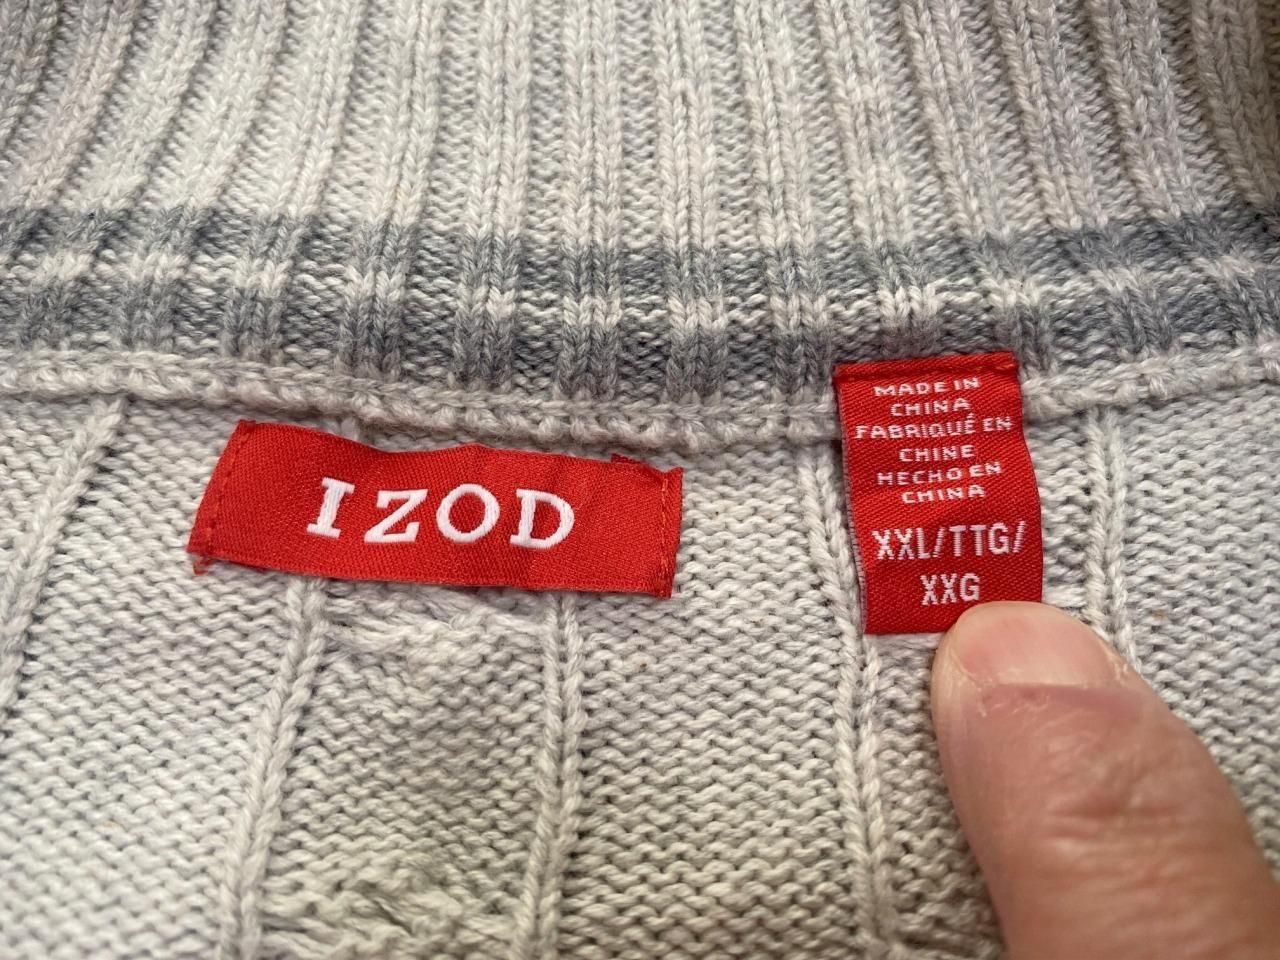 IZOD
MADE IN
CHINA
FABRIQUÉ EN
CHINE
HECHO EN
CHINA
XXL/TTG/
XXG